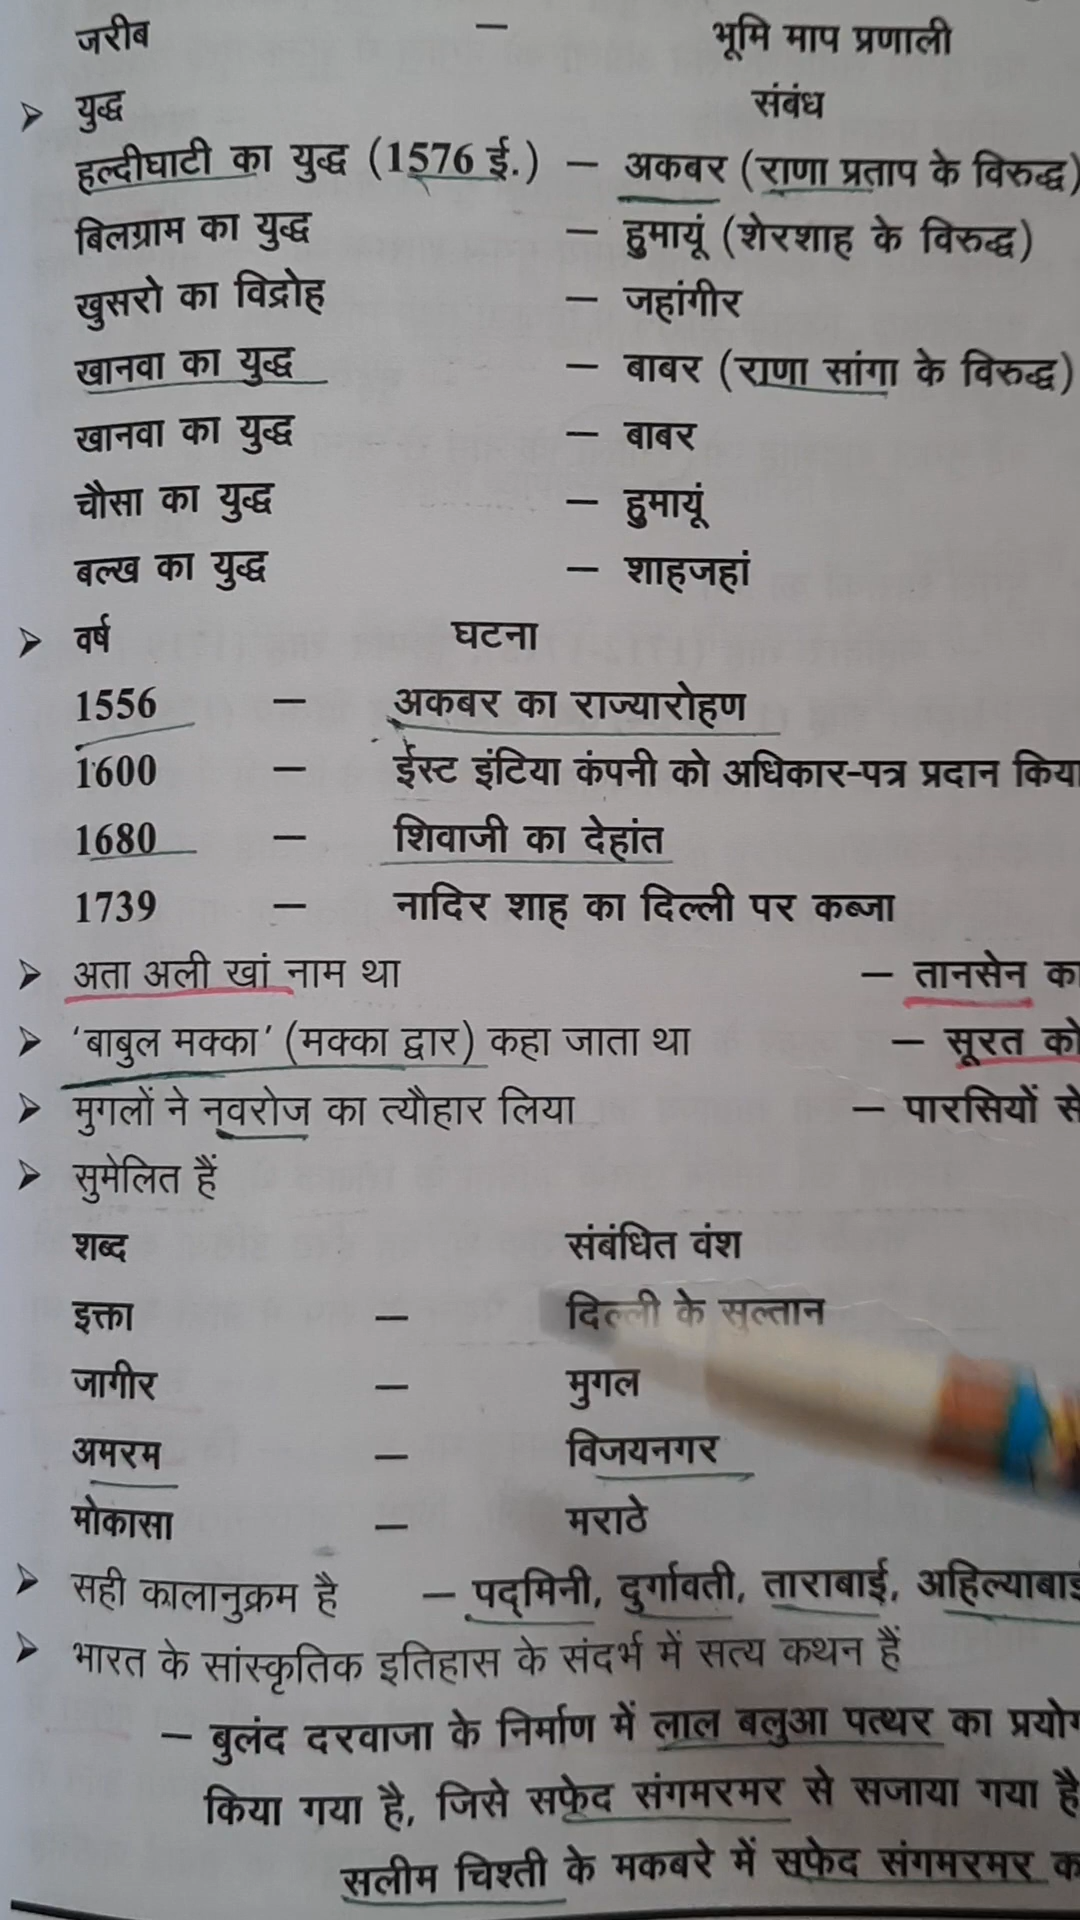 जरीब — भूमि माप प्रणाली
➢ युद्ध संबंध
हल्दीघाटी का युद्ध (1576 ई.) — अकबर (राणा प्रताप के विरुद्ध)
बिलग्राम का युद्ध — हुमायूं (शेरशाह के विरुद्ध)
खुसरो का विद्रोह — जहांगीर
खानवा का युद्ध — बाबर (राणा सांगा के विरुद्ध)
खानवा का युद्ध — बाबर
चौसा का युद्ध — हुमायूं
बल्ख का युद्ध — शाहजहां
➢ वर्ष घटना
1556 — अकबर का राज्यारोहण
1600 — ईस्ट इंटिया कंपनी को अधिकार-पत्र प्रदान किया
1680 — शिवाजी का देहांत
1739 — नादिर शाह का दिल्ली पर कब्जा
➢ अता अली खां नाम था — तानसेन का
➢ 'बाबुल मक्का' (मक्का द्वार) कहा जाता था — सूरत को
➢ मुगलों ने नवरोज का त्यौहार लिया — पारसियों से
➢ सुमेलित हैं
शब्द संबंधित वंश
इक्ता — दिल्ली के सुल्तान
जागीर — मुगल
अमरम — विजयनगर
मोकासा — मराठे
➢ सही कालानुक्रम है — पद्मिनी, दुर्गावती, ताराबाई, अहिल्याबाई
➢ भारत के सांस्कृतिक इतिहास के संदर्भ में सत्य कथन हैं
— बुलंद दरवाजा के निर्माण में लाल बलुआ पत्थर का प्रयोग
किया गया है, जिसे सफेद संगमरमर से सजाया गया है
सलीम चिश्ती के मकबरे में सफेद संगमरमर